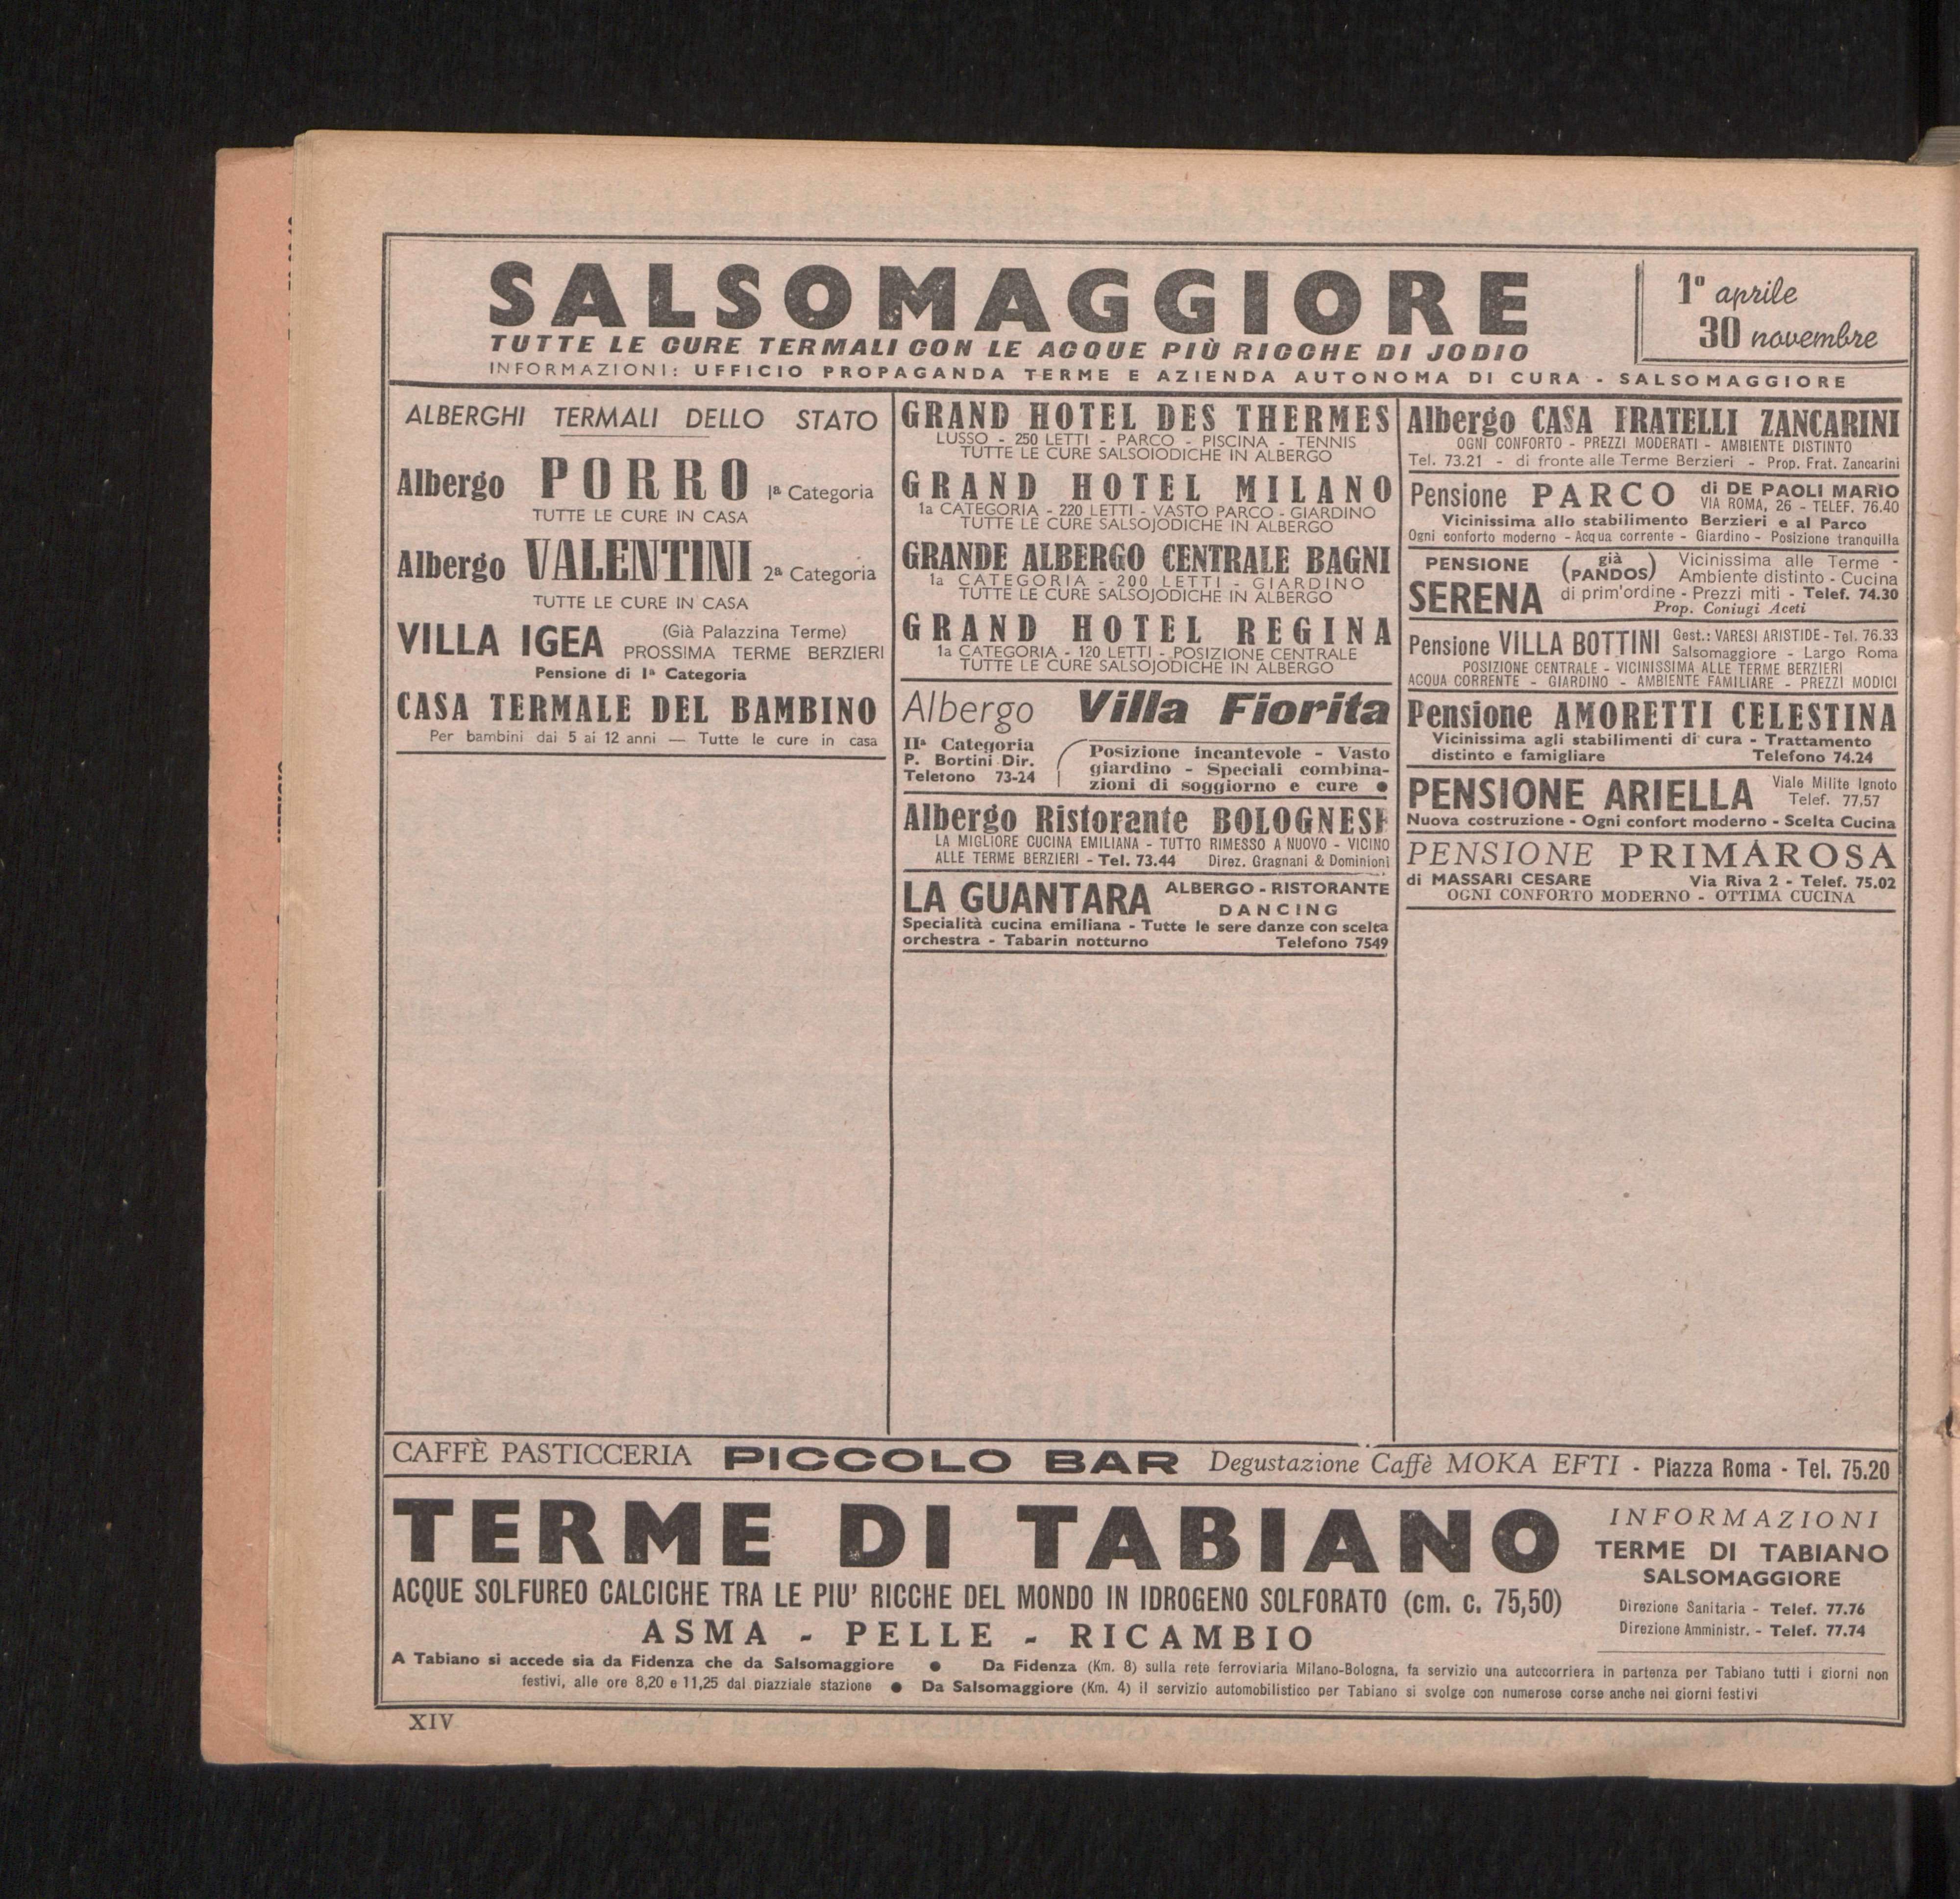 SALSOMAGGIORE
TUTTE LE CURE TERMALI CON LE ACQUE PIÙ RICCHE DI JODIO
INFORMAZIONI: UFFICIO PROPAGANDA TERME E AZIENDA AUTONOMA DI CURA - SALSOMAGGIORE
1º aprile
30 novembre
ALBERGHI TERMALI DELLO STATO
Albergo PORRO 1ª Categoria
TUTTE LE CURE IN CASA
Albergo VALENTINI 2ª Categoria
TUTTE LE CURE IN CASA
VILLA IGEA (Già Palazzina Terme)
PROSSIMA TERME BERZIERI
Pensione di Iª Categoria
CASA TERMALE DEL BAMBINO
Per bambini dai 5 ai 12 anni — Tutte le cure in casa
GRAND HOTEL DES THERMES
LUSSO - 250 LETTI - PARCO - PISCINA - TENNIS
TUTTE LE CURE SALSOIODICHE IN ALBERGO
GRAND HOTEL MILANO
1a CATEGORIA - 220 LETTI - VASTO PARCO - GIARDINO
TUTTE LE CURE SALSOJODICHE IN ALBERGO
GRANDE ALBERGO CENTRALE BAGNI
1a CATEGORIA - 200 LETTI - GIARDINO
TUTTE LE CURE SALSOJODICHE IN ALBERGO
GRAND HOTEL REGINA
1a CATEGORIA - 120 LETTI - POSIZIONE CENTRALE
TUTTE LE CURE SALSOJODICHE IN ALBERGO
Albergo Villa Fiorita
IIª Categoria
P. Bortini Dir.
Teletono 73-24
Posizione incantevole - Vasto
giardino - Speciali combina-
zioni di soggiorno e cure ●
Albergo Ristorante BOLOGNESE
LA MIGLIORE CUCINA EMILIANA - TUTTO RIMESSO A NUOVO - VICINO
ALLE TERME BERZIERI - Tel. 73.44 Direz. Gragnani & Dominioni
LA GUANTARA ALBERGO - RISTORANTE
DANCING
Specialità cucina emiliana - Tutte le sere danze con scelta
orchestra - Tabarin notturno Telefono 7549
Albergo CASA FRATELLI ZANCARINI
OGNI CONFORTO - PREZZI MODERATI - AMBIENTE DISTINTO
Tel. 73.21 - di fronte alle Terme Berzieri - Prop. Frat. Zancarini
Pensione PARCO di DE PAOLI MARIO
VIA ROMA, 26 - TELEF. 76.40
Vicinissima allo stabilimento Berzieri e al Parco
Ogni conforto moderno - Acqua corrente - Giardino - Posizione tranquilla
PENSIONE SERENA (già PANDOS) Vicinissima alle Terme -
Ambiente distinto - Cucina
di prim'ordine - Prezzi miti - Telef. 74.30
Prop. Coniugi Aceti
Pensione VILLA BOTTINI Gest.: VARESI ARISTIDE - Tel. 76.33
Salsomaggiore - Largo Roma
POSIZIONE CENTRALE - VICINISSIMA ALLE TERME BERZIERI
ACQUA CORRENTE - GIARDINO - AMBIENTE FAMILIARE - PREZZI MODICI
Pensione AMORETTI CELESTINA
Vicinissima agli stabilimenti di cura - Trattamento
distinto e famigliare Telefono 74.24
PENSIONE ARIELLA Viale Milite Ignoto
Telef. 77,57
Nuova costruzione - Ogni confort moderno - Scelta Cucina
PENSIONE PRIMAROSA
di MASSARI CESARE Via Riva 2 - Telef. 75.02
OGNI CONFORTO MODERNO - OTTIMA CUCINA
CAFFÈ PASTICCERIA PICCOLO BAR Degustazione Caffè MOKA EFTI - Piazza Roma - Tel. 75.20
TERME DI TABIANO
ACQUE SOLFUREO CALCICHE TRA LE PIU' RICCHE DEL MONDO IN IDROGENO SOLFORATO (cm. c. 75,50)
ASMA - PELLE - RICAMBIO
INFORMAZIONI
TERME DI TABIANO
SALSOMAGGIORE
Direzione Sanitaria - Telef. 77.76
Direzione Amministr. - Telef. 77.74
A Tabiano si accede sia da Fidenza che da Salsomaggiore ● Da Fidenza (Km. 8) sulla rete ferroviaria Milano-Bologna, fa servizio una autocorriera in partenza per Tabiano tutti i giorni non
festivi, alle ore 8,20 e 11,25 dal piazziale stazione ● Da Salsomaggiore (Km. 4) il servizio automobilistico per Tabiano si svolge con numerose corse anche nei giorni festivi
XIV